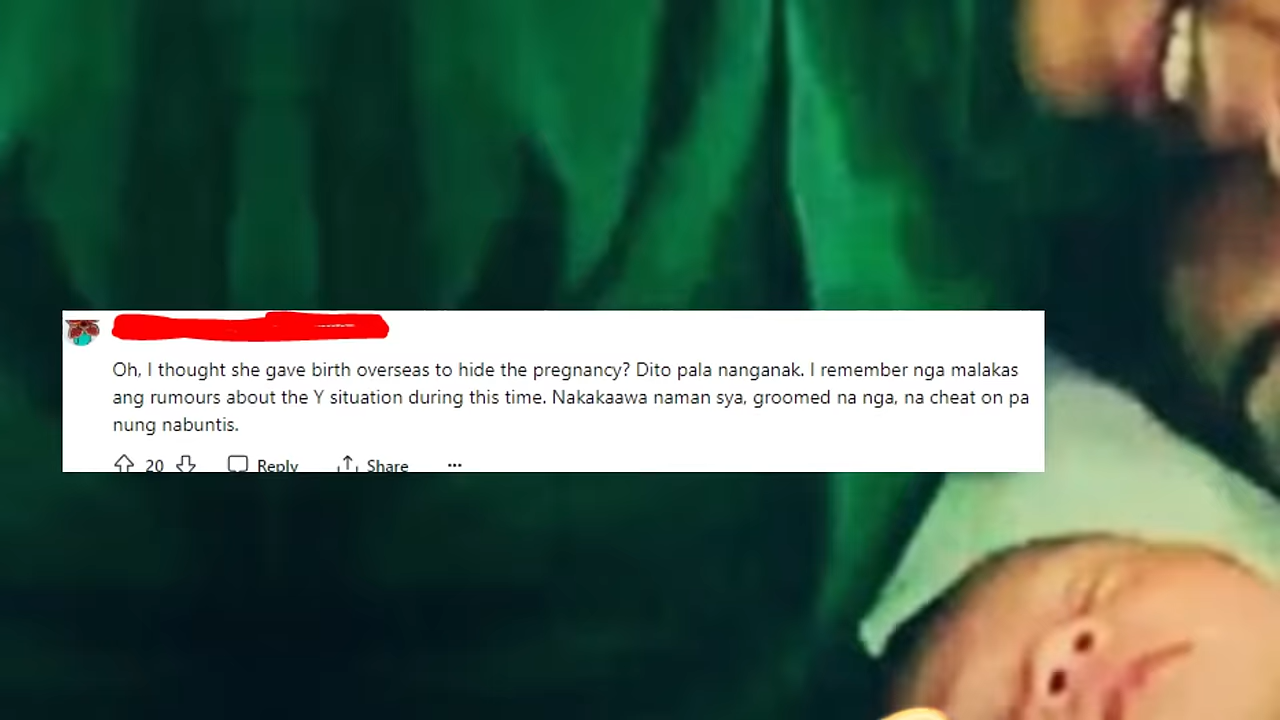 Oh, I thought she gave birth overseas to hide the pregnancy? Dito pala nanganak. I remember nga malakas
ang rumours about the Y situation during this time. Nakakaawa naman sya, groomed na nga, na cheat on pa
nung nabuntis.
20 Reply Share ...